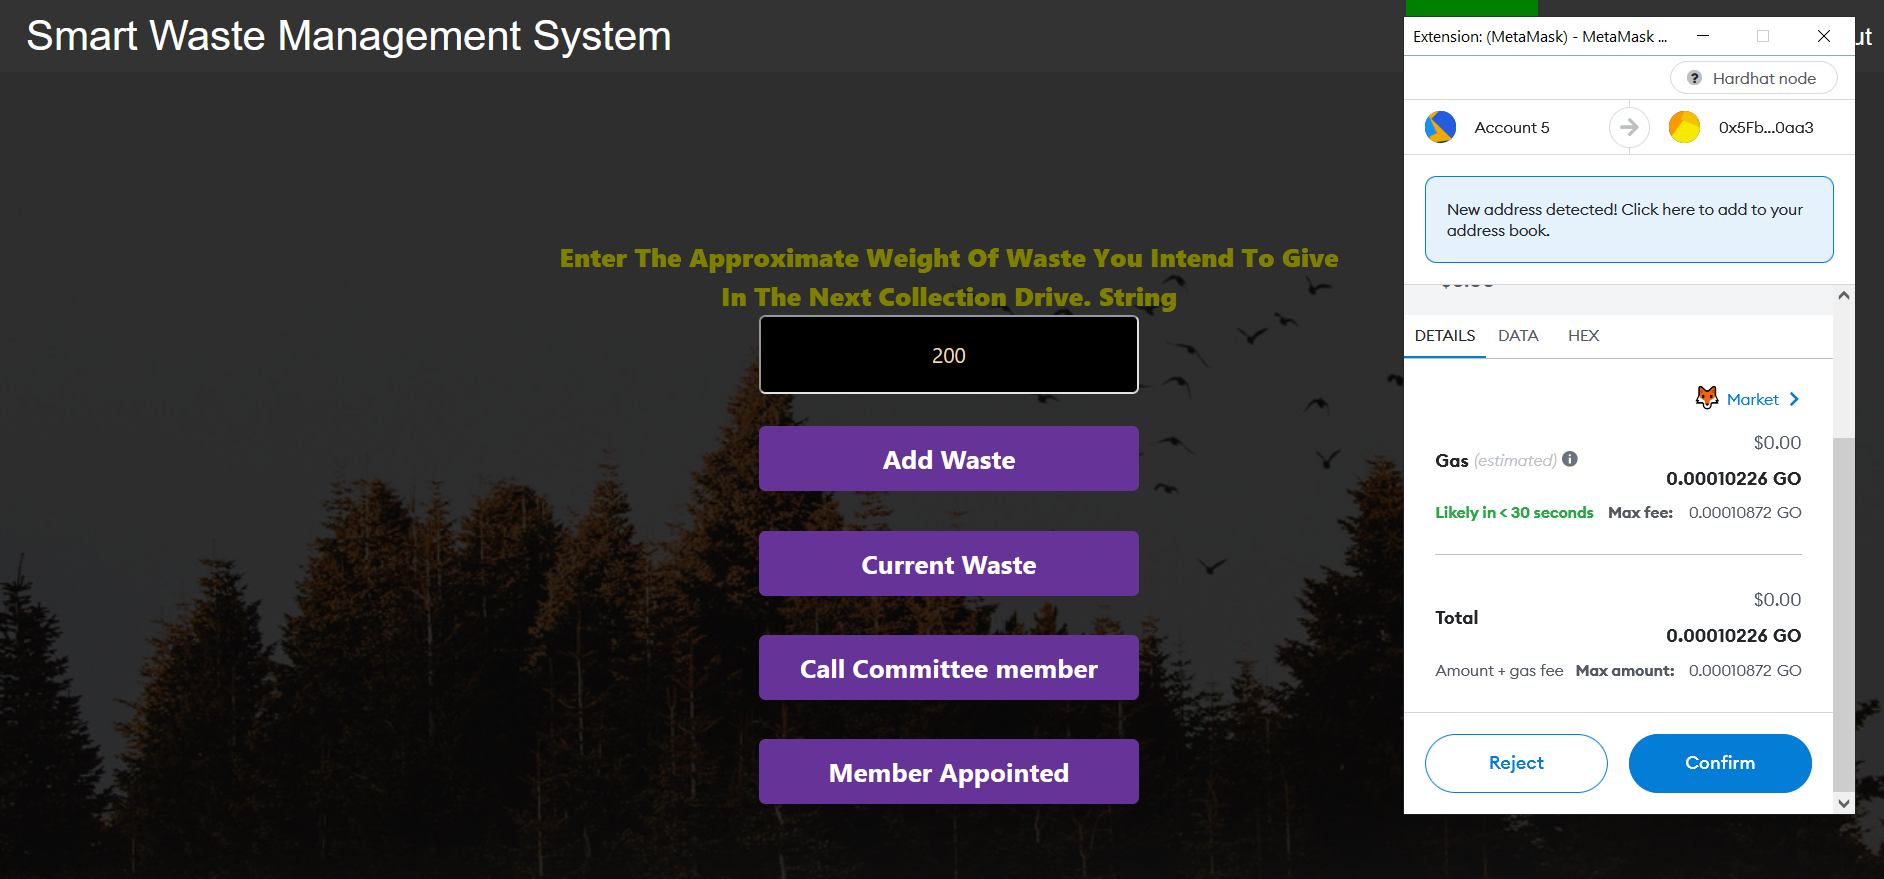 Smart Waste Management System
Enter The Approximate Weight Of Waste You Intend To Give
In The Next Collection Drive. String
200
Add Waste
Current Waste
Call Committee member
Member Appointed
Extension: (MetaMask) - MetaMask ...
Hardhat node
Account 5
0x5Fb...0aa3
New address detected! Click here to add to your
address book.
DETAILS DATA HEX
Market
$0.00
Gas (estimated)
0.00010226 GO
Likely in < 30 seconds Max fee: 0.00010872 GO
$0.00
Total
0.00010226 GO
Amount + gas fee Max amount: 0.00010872 GO
Reject Confirm